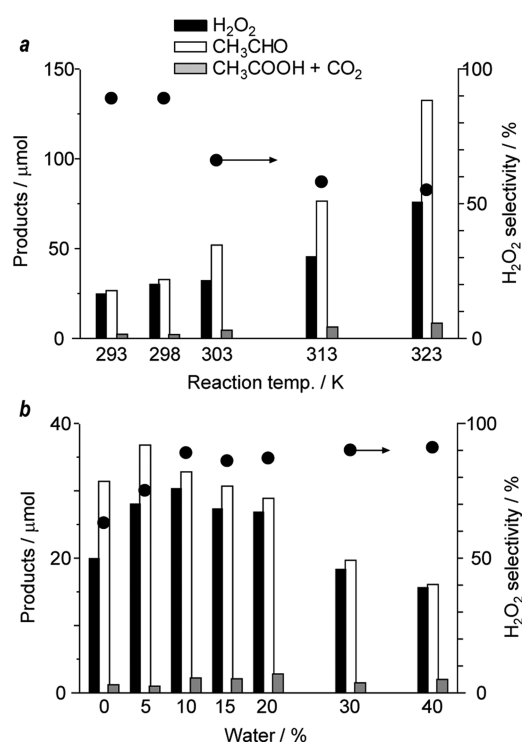 a
H₂O₂
CH₃CHO
CH₃COOH + CO₂
150
100
50
0
Products / μmol
100
50
0
H₂O₂ selectivity / %
293 298 303 313 323
Reaction temp. / K
b
40
20
0
Products / μmol
100
50
0
H₂O₂ selectivity / %
0 5 10 15 20 30 40
Water / %